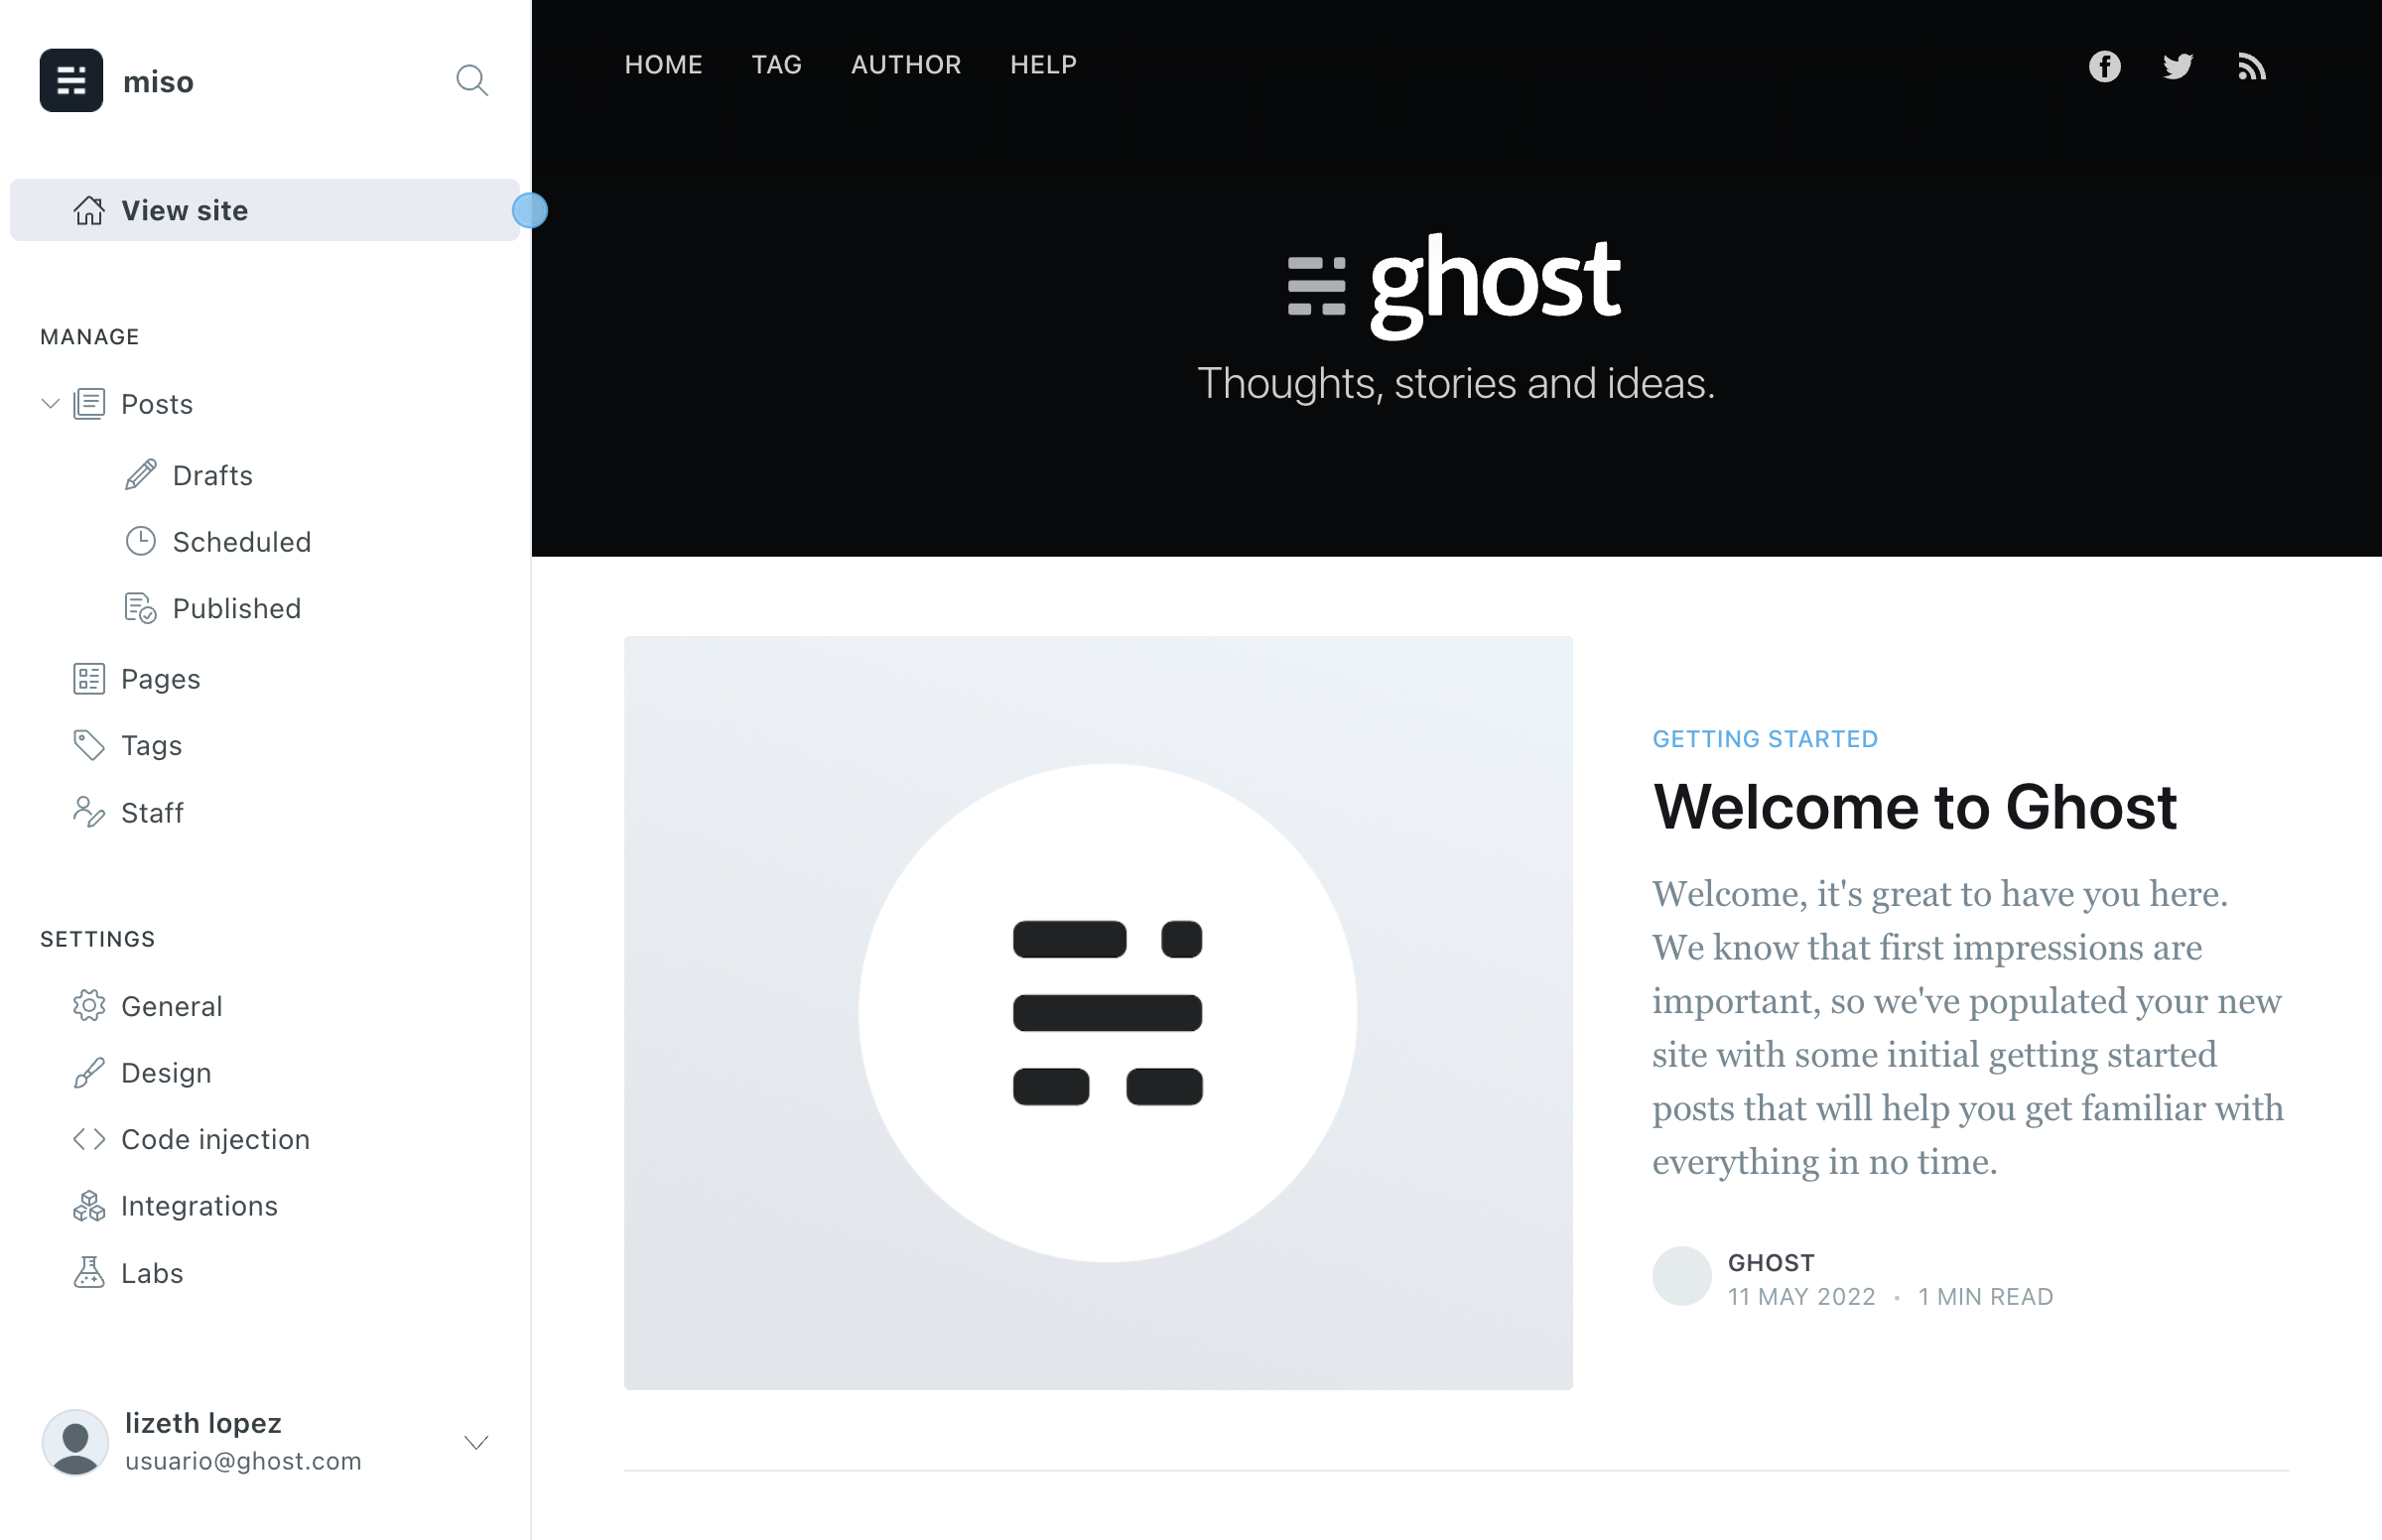 miso
View site
MANAGE
Posts
Drafts
Scheduled
Published
Pages
Tags
Staff
SETTINGS
General
Design
Code injection
Integrations
Labs
lizeth lopez
usuario@ghost.com
HOME TAG AUTHOR HELP
ghost
Thoughts, stories and ideas.
GETTING STARTED
Welcome to Ghost
Welcome, it's great to have you here.
We know that first impressions are
important, so we've populated your new
site with some initial getting started
posts that will help you get familiar with
everything in no time.
GHOST
11 MAY 2022 • 1 MIN READ